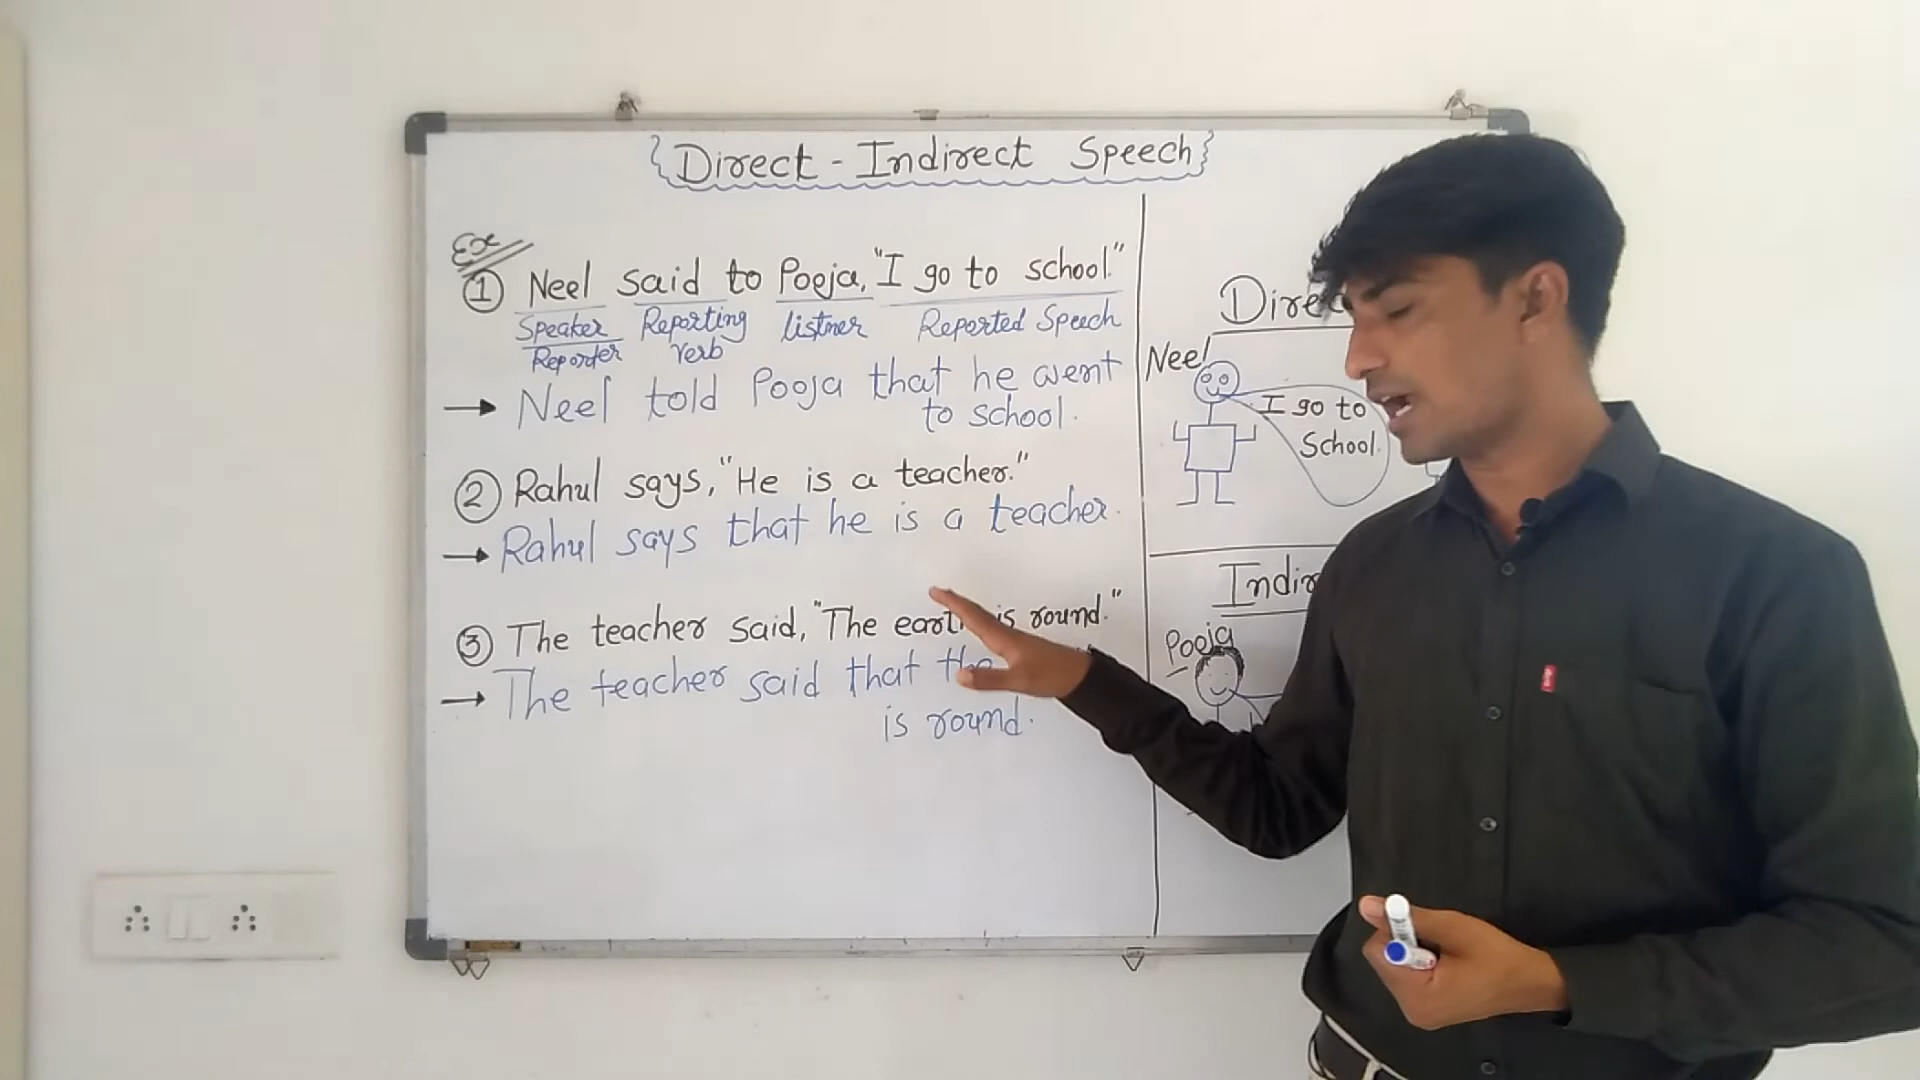 Direct - Indirect Speech
Ex
① Neel said to Pooja, "I go to school."
Speaker Reporting listner Reported Speech
Reporter verb
→ Neel told Pooja that he went
to school.
② Rahul says, "He is a teacher."
→ Rahul says that he is a teacher.
③ The teacher said, "The earth is round."
→ The teacher said that the
is round.
Neel
I go to
School.
Pooja